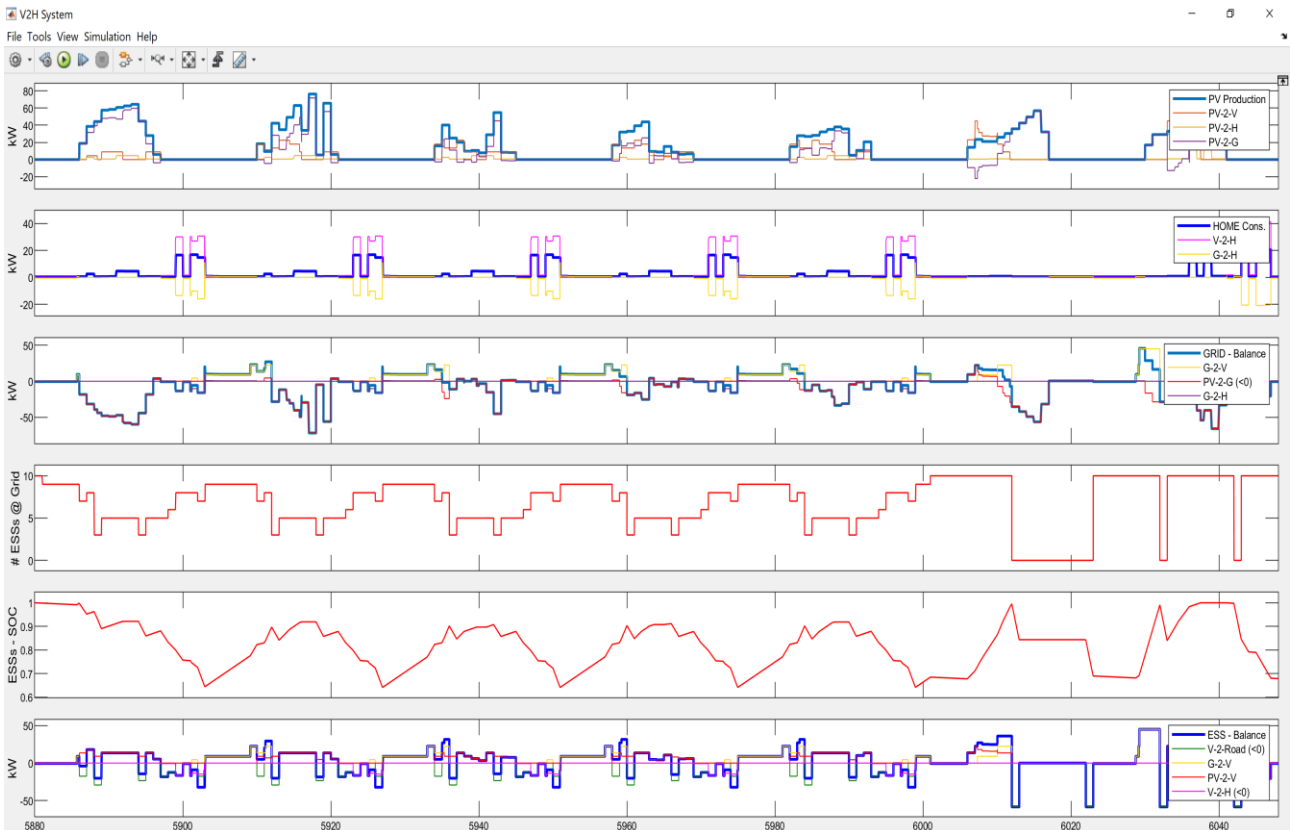 V2H System
File Tools View Simulation Help
80
60
40
20
0
-20
kW
PV Production
PV-2-V
PV-2-H
PV-2-G
40
20
0
-20
kW
HOME Cons.
V-2-H
G-2-H
50
0
-50
kW
GRID - Balance
G-2-V
PV-2-G (<0)
G-2-H
10
5
0
# ESSs @ Grid
1
0.9
0.8
0.7
0.6
ESSs - SOC
50
0
-50
kW
ESS - Balance
V-2-Road (<0)
G-2-V
PV-2-V
V-2-H (<0)
5880 5900 5920 5940 5960 5980 6000 6020 6040